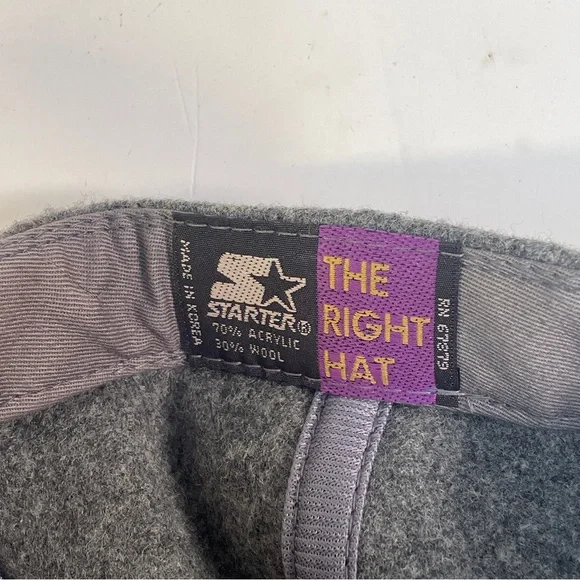 MADE IN KOREA
STARTER®
70% ACRYLIC
30% WOOL
THE
RIGHT
HAT
RN 67879